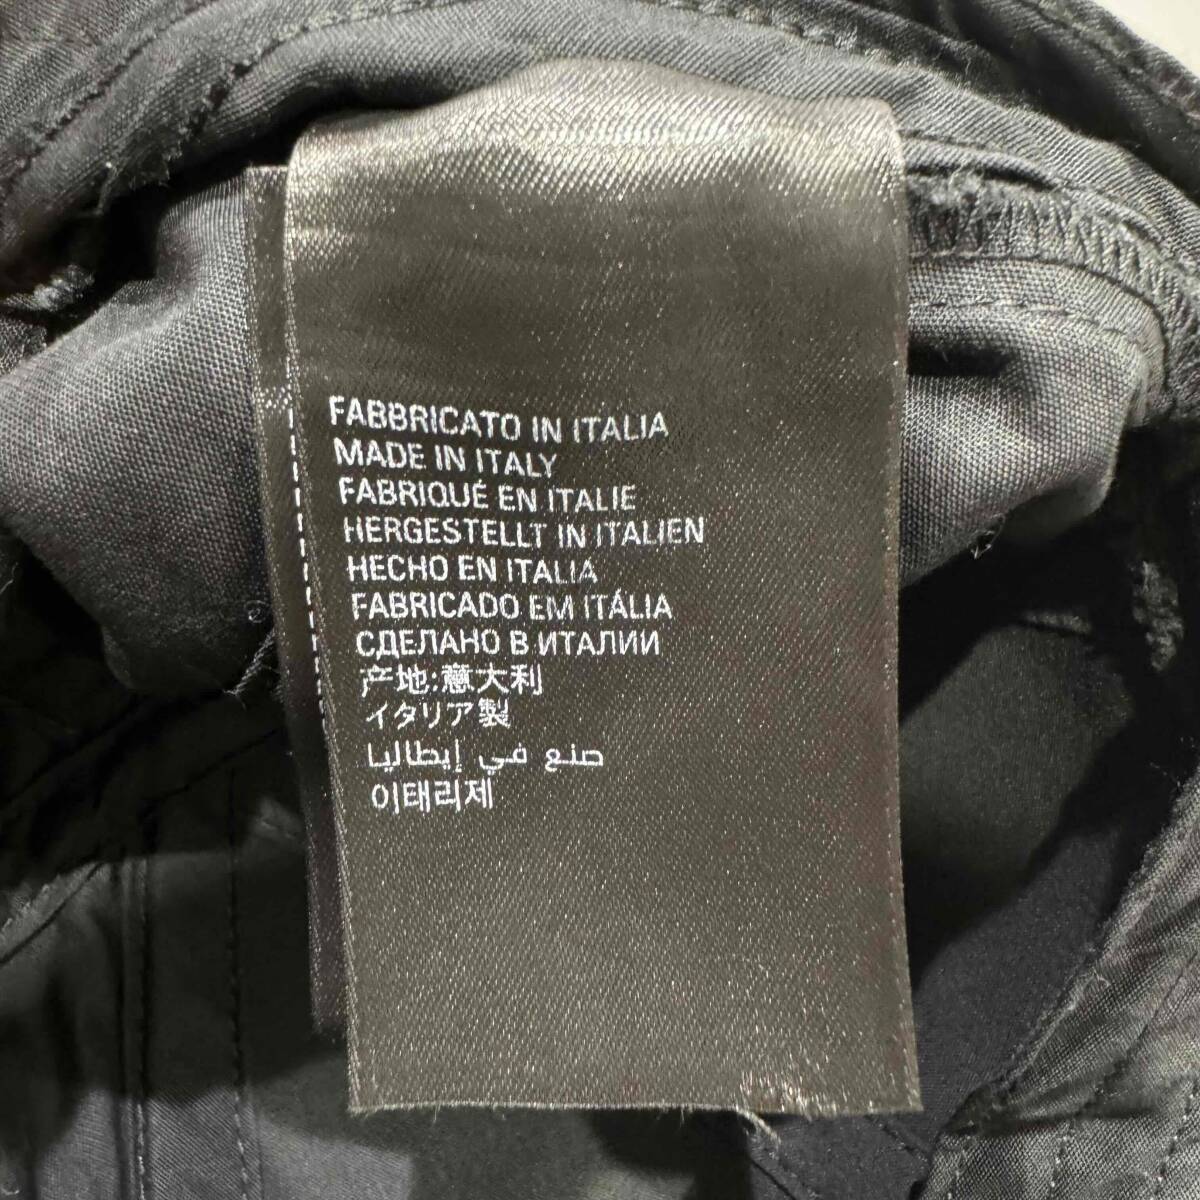 FABBRICATO IN ITALIA
MADE IN ITALY
FABRIQUÉ EN ITALIE
HERGESTELLT IN ITALIEN
HECHO EN ITALIA
FABRICADO EM ITÁLIA
СДЕЛАНО В ИТАЛИИ
产地:意大利
イタリア製
صنع في إيطاليا
이태리제